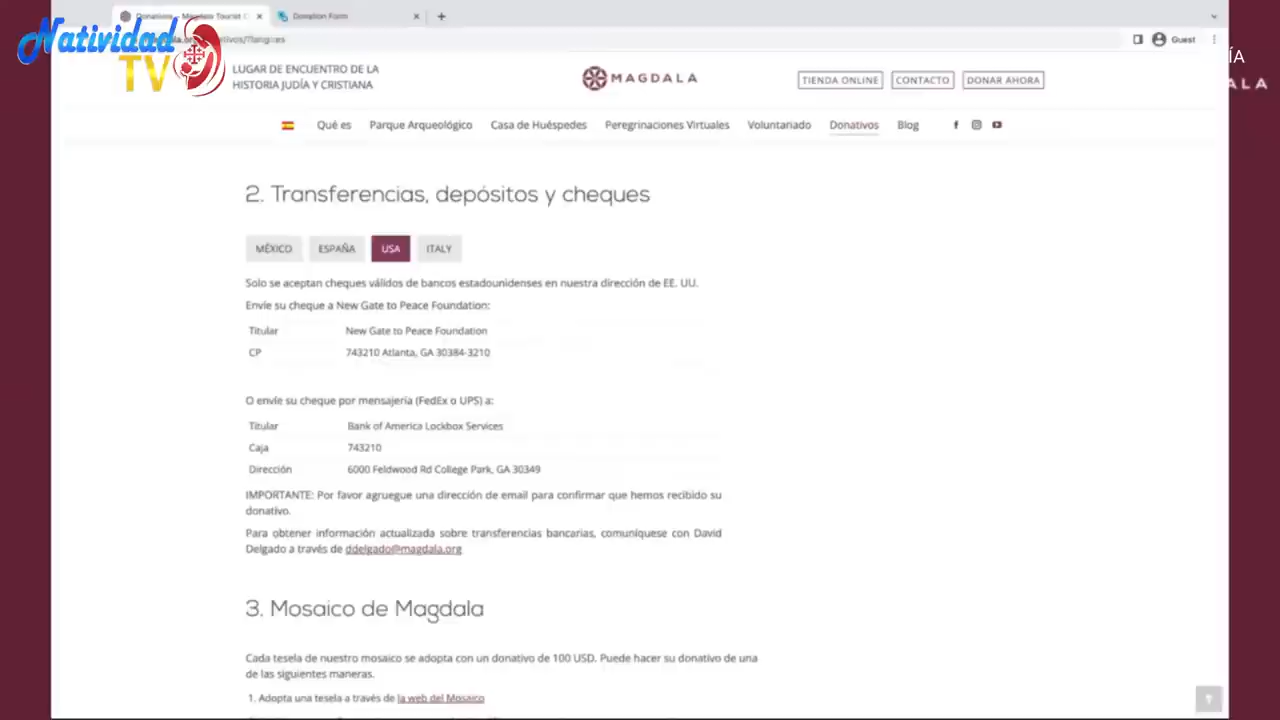 Donations – Magdala Tourist C
Donation Form
Guest
Natividad
TV
ÍA
ALA
LUGAR DE ENCUENTRO DE LA
HISTORIA JUDÍA Y CRISTIANA
MAGDALA
TIENDA ONLINE CONTACTO DONAR AHORA
Qué es Parque Arqueológico Casa de Huéspedes Peregrinaciones Virtuales Voluntariado Donativos Blog
2. Transferencias, depósitos y cheques
MÉXICO ESPAÑA USA ITALY
Solo se aceptan cheques válidos de bancos estadounidenses en nuestra dirección de EE. UU.
Envíe su cheque a New Gate to Peace Foundation:
Titular New Gate to Peace Foundation
CP 743210 Atlanta, GA 30384-3210
O envíe su cheque por mensajería (FedEx o UPS) a:
Titular Bank of America Lockbox Services
Caja 743210
Dirección 6000 Feldwood Rd College Park, GA 30349
IMPORTANTE: Por favor agruegue una dirección de email para confirmar que hemos recibido su
donativo.
Para obtener información actualizada sobre transferencias bancarias, comuníquese con David
Delgado a través de ddelgado@magdala.org
3. Mosaico de Magdala
Cada tesela de nuestro mosaico se adopta con un donativo de 100 USD. Puede hacer su donativo de una
de las siguientes maneras.
1. Adopta una tesela a través de la web del Mosaico